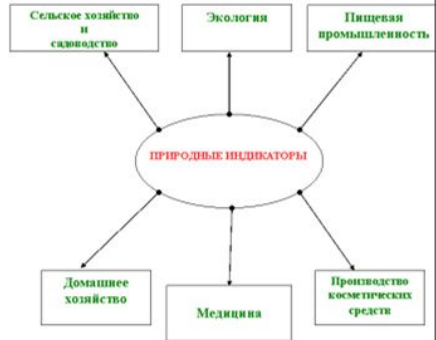 Сельское хозяйство
и
садоводство
Экология
Пищевая
промышленность
ПРИРОДНЫЕ ИНДИКАТОРЫ
Домашнее
хозяйство
Медицина
Производство
косметических
средств